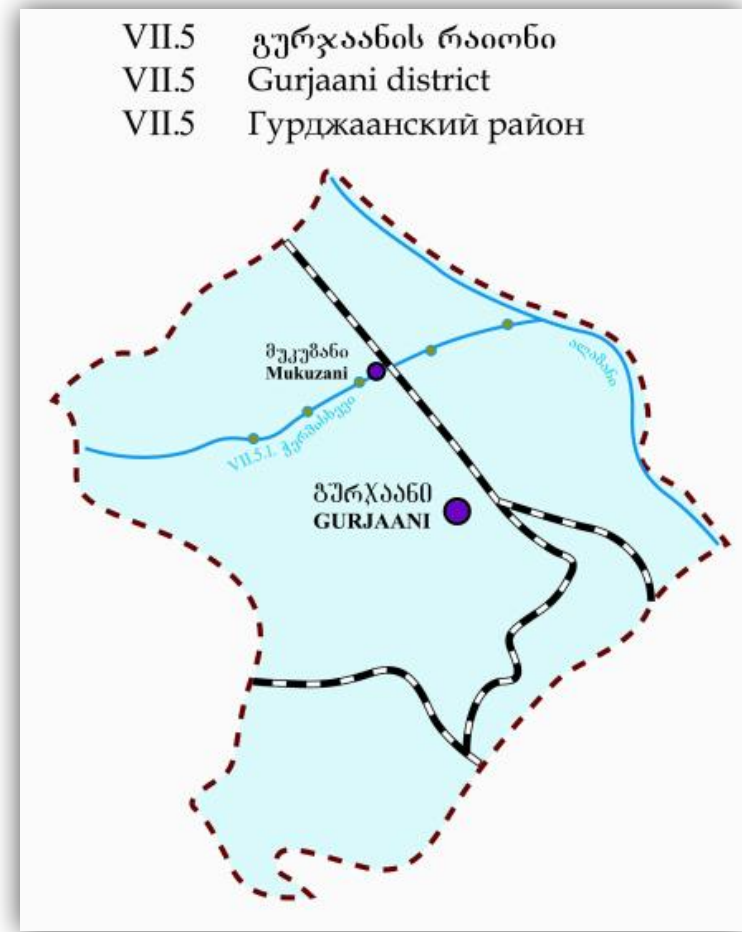 VII.5 გურჯაანის რაიონი
VII.5 Gurjaani district
VII.5 Гурджаанский район
მუკუზანი
Mukuzani
ალაზანი
VII.5.1. ჭერმისხევი
გურჯაანი
GURJAANI